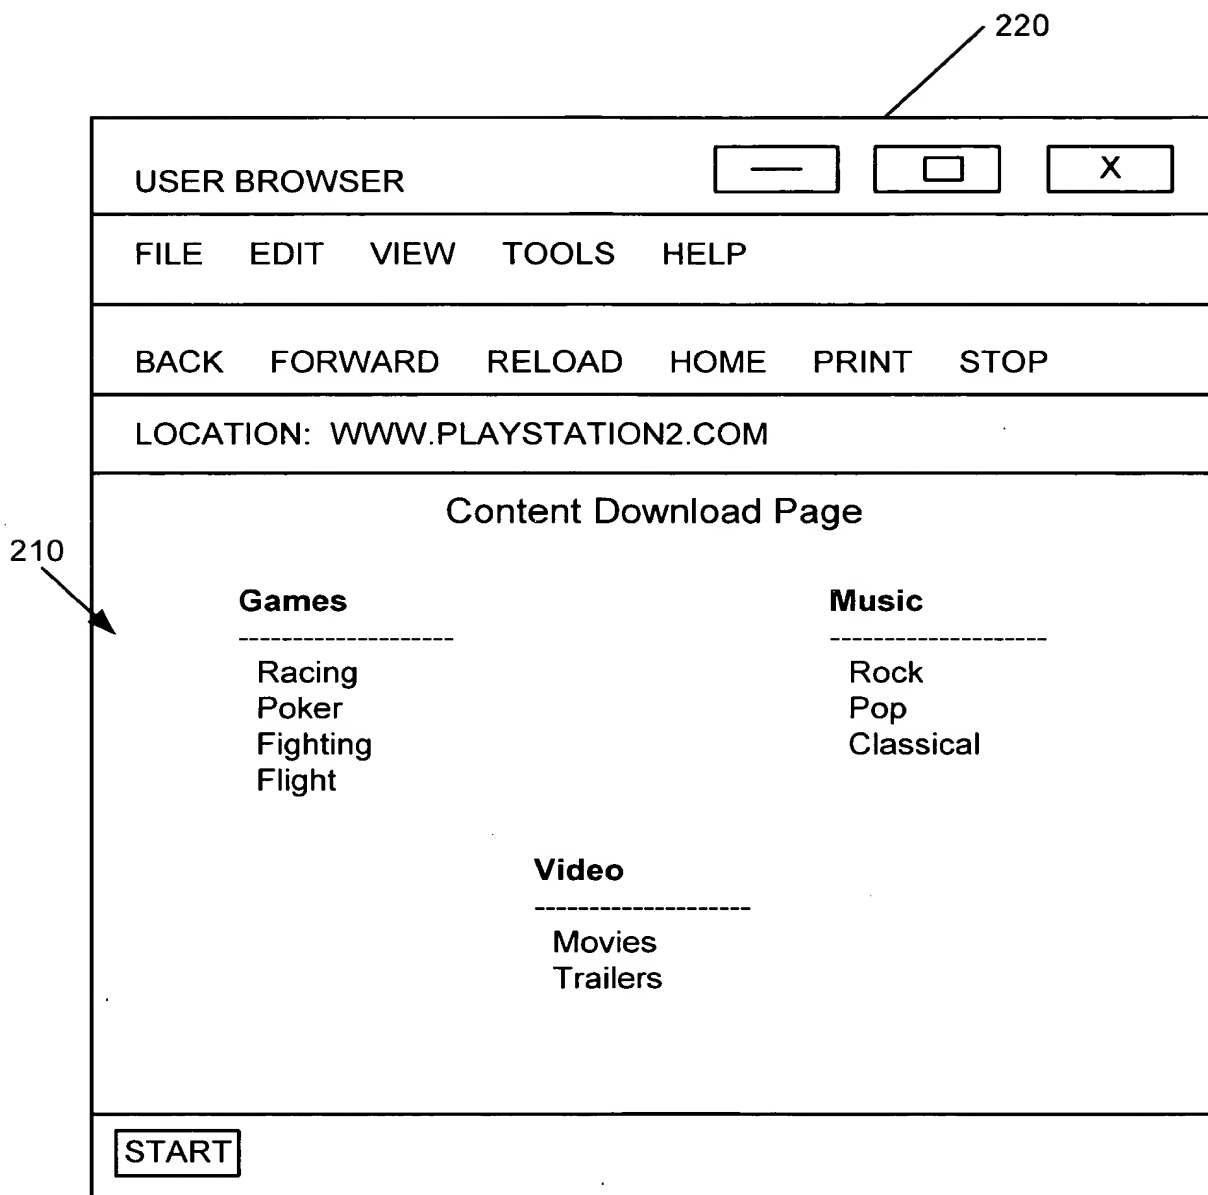 220
USER BROWSER — X
FILE EDIT VIEW TOOLS HELP
BACK FORWARD RELOAD HOME PRINT STOP
LOCATION: WWW.PLAYSTATION2.COM
Content Download Page
210
Games
Racing
Poker
Fighting
Flight
Music
Rock
Pop
Classical
Video
Movies
Trailers
START